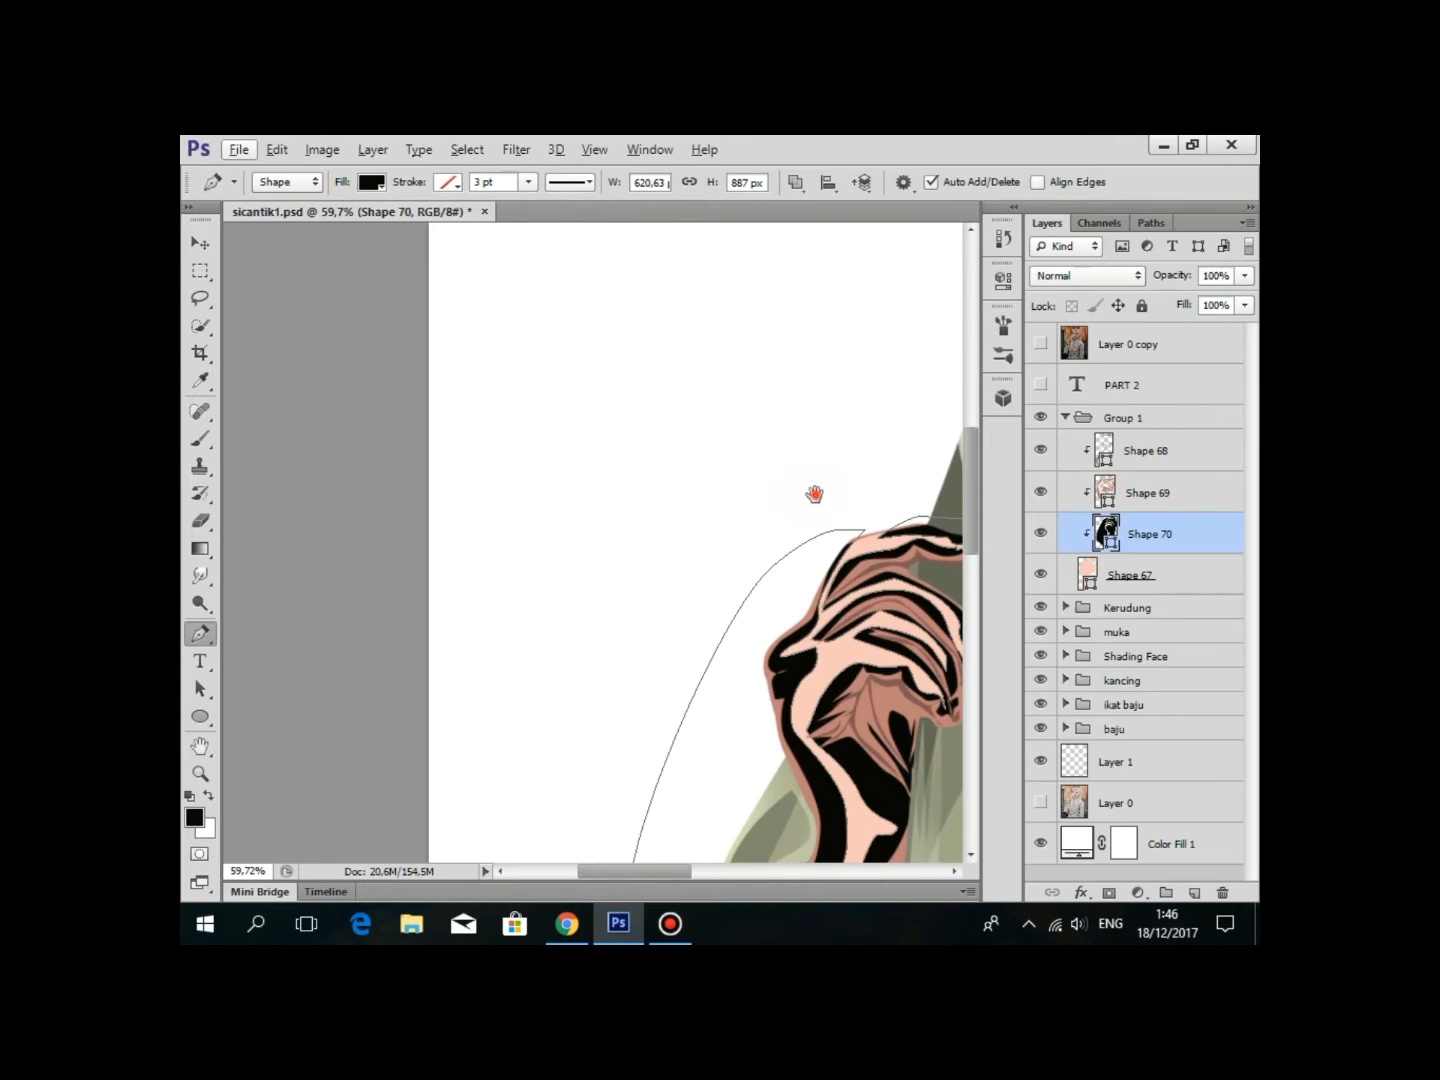 Ps File Edit Image Layer Type Select Filter 3D View Window Help
Shape Fill: Stroke: 3 pt W: 620,63 H: 887 px Auto Add/Delete Align Edges
sicantik1.psd @ 59,7% (Shape 70, RGB/8#) * ×
Layers Channels Paths
Kind
Normal Opacity: 100%
Lock: Fill: 100%
Layer 0 copy
T PART 2
Group 1
Shape 68
Shape 69
Shape 70
Shape 67
Kerudung
muka
Shading Face
kancing
ikat baju
baju
Layer 1
Layer 0
Color Fill 1
59,72% Doc: 20,6M/154,5M
fx
Mini Bridge Timeline
Ps ENG 1:46
18/12/2017